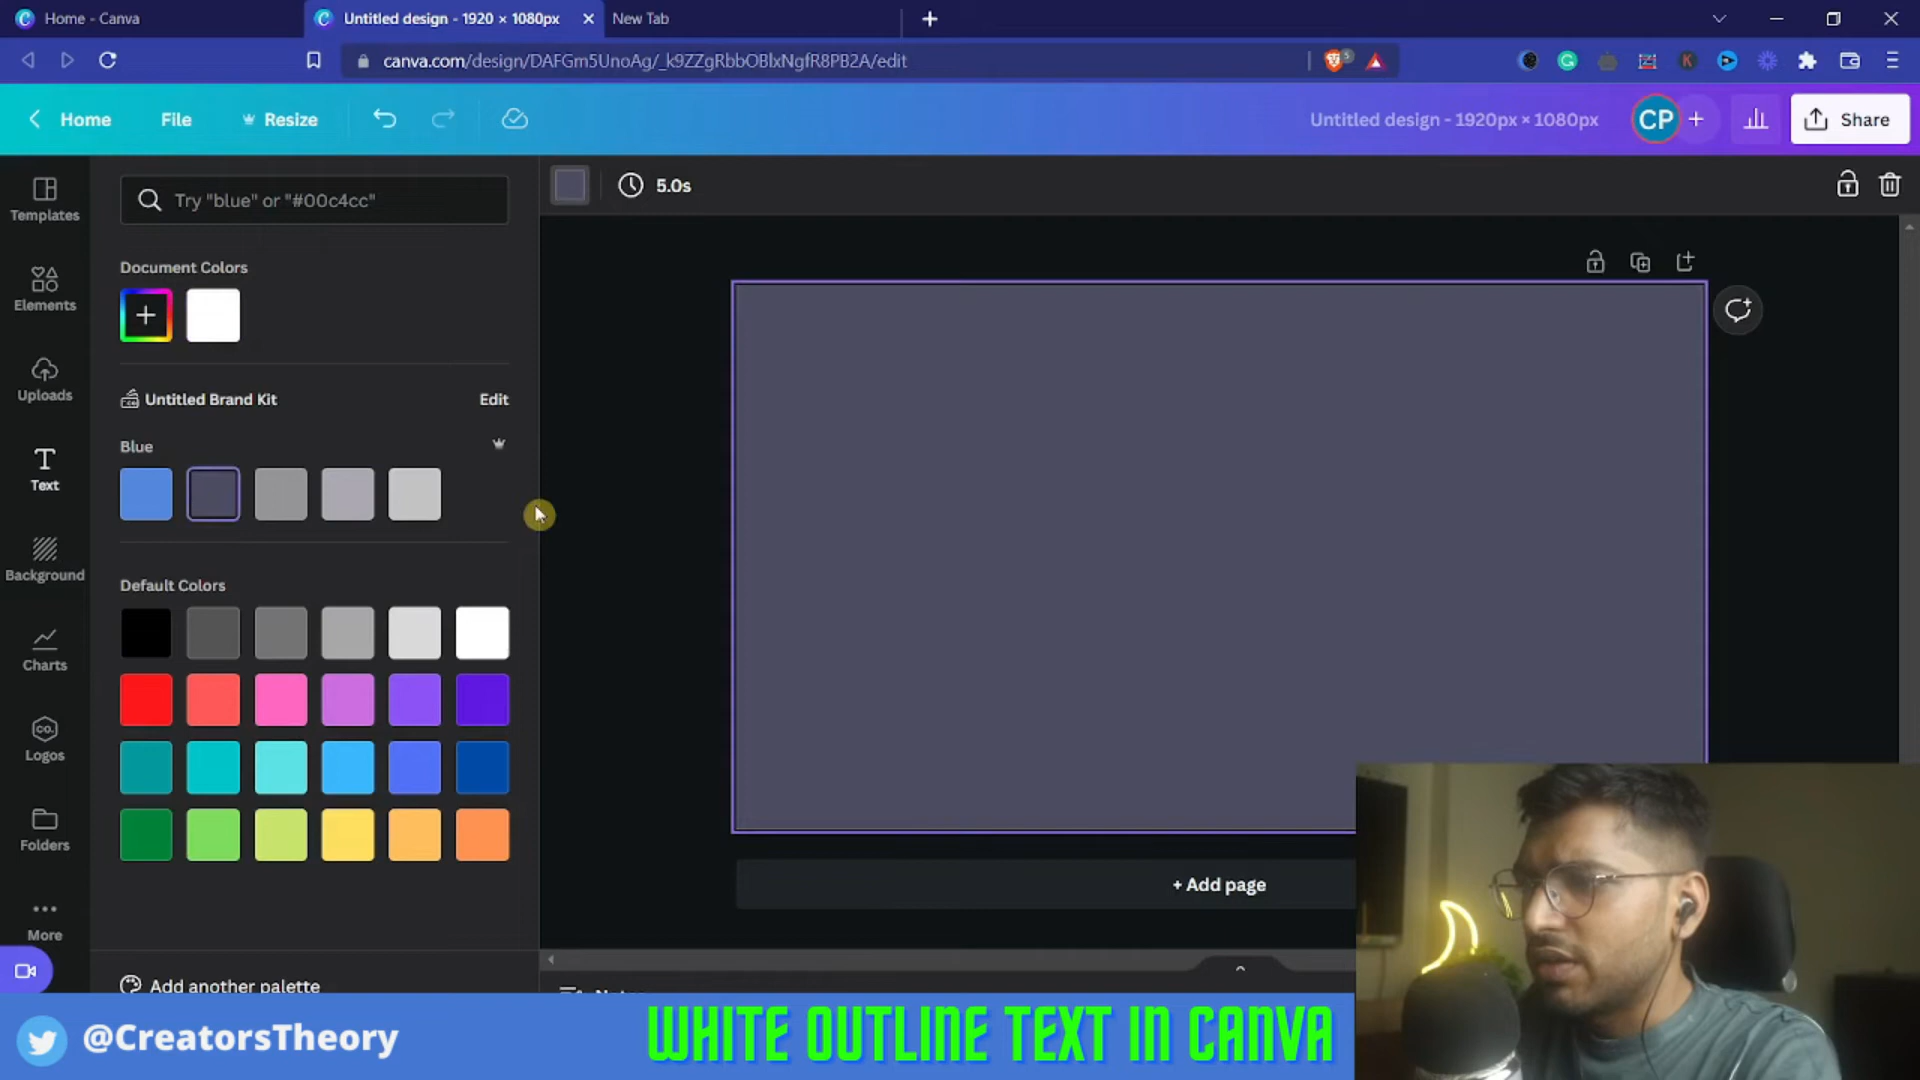 Home - Canva
Untitled design - 1920 × 1080px
New Tab
canva.com/design/DAFGm5UnoAg/_k9ZZgRbbOBlxNgfR8PB2A/edit
5
K
Home
File
Resize
Untitled design - 1920px × 1080px
CP
Share
Templates
Elements
Uploads
Text
Background
Charts
CO.
Logos
Folders
More
Try "blue" or "#00c4cc"
Document Colors
Untitled Brand Kit
Edit
Blue
Default Colors
Add another palette
5.0s
+ Add page
@CreatorsTheory
WHITE OUTLINE TEXT IN CANVA